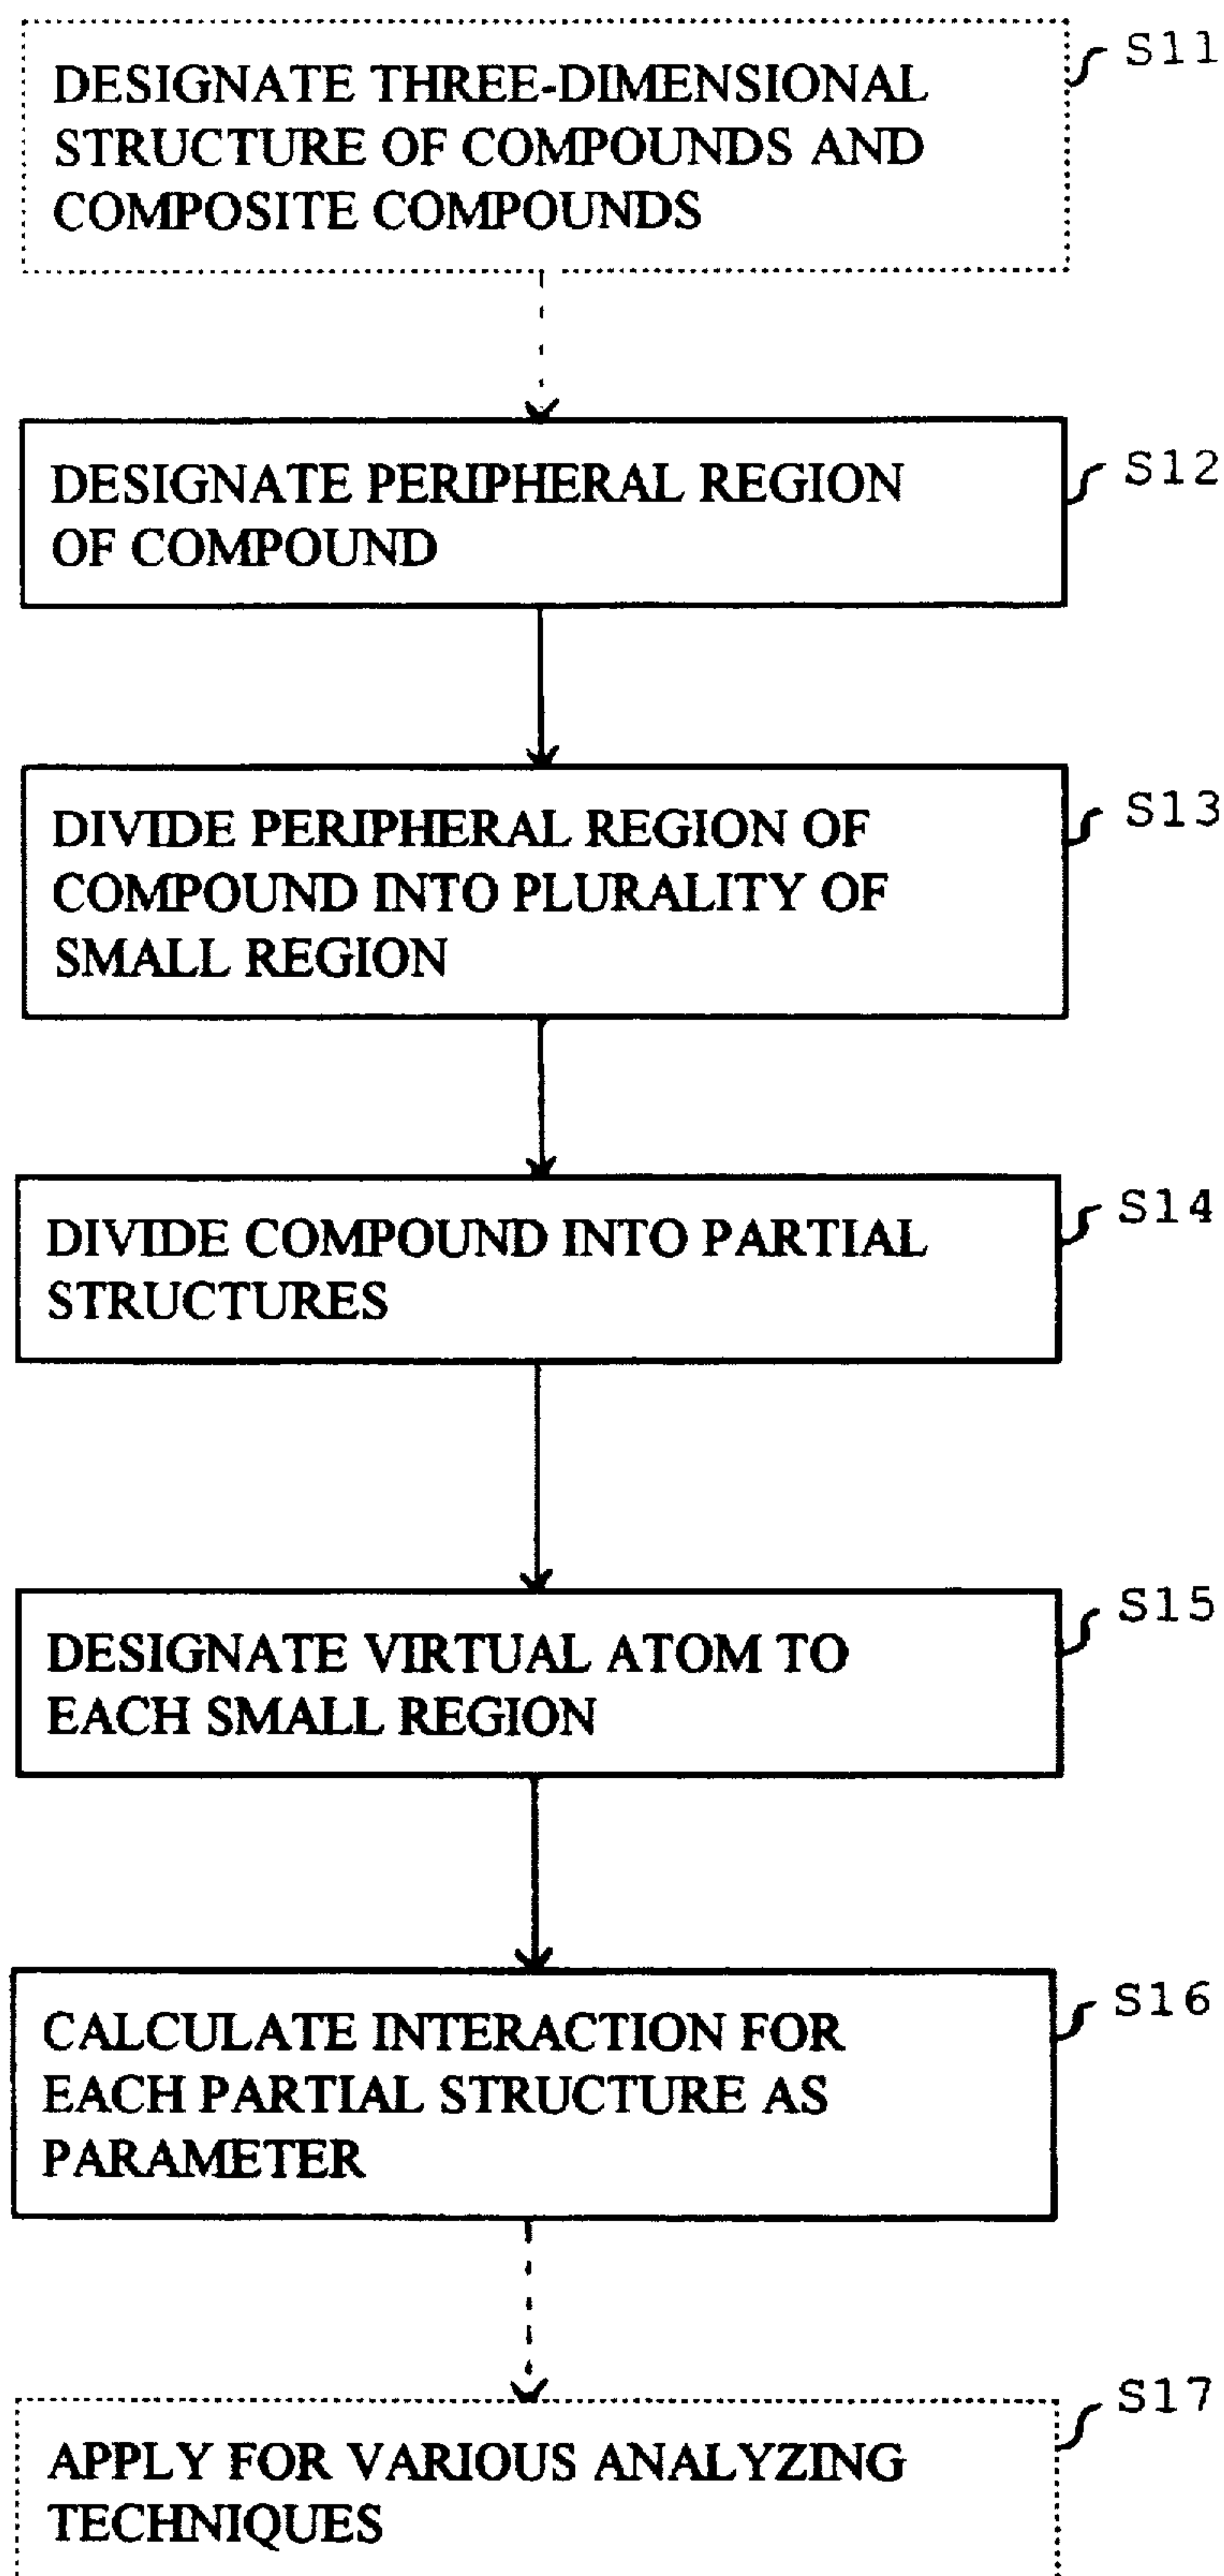 S11
DESIGNATE THREE-DIMENSIONAL
STRUCTURE OF COMPOUNDS AND
COMPOSITE COMPOUNDS
S12
DESIGNATE PERIPHERAL REGION
OF COMPOUND
S13
DIVIDE PERIPHERAL REGION OF
COMPOUND INTO PLURALITY OF
SMALL REGION
S14
DIVIDE COMPOUND INTO PARTIAL
STRUCTURES
S15
DESIGNATE VIRTUAL ATOM TO
EACH SMALL REGION
S16
CALCULATE INTERACTION FOR
EACH PARTIAL STRUCTURE AS
PARAMETER
S17
APPLY FOR VARIOUS ANALYZING
TECHNIQUES